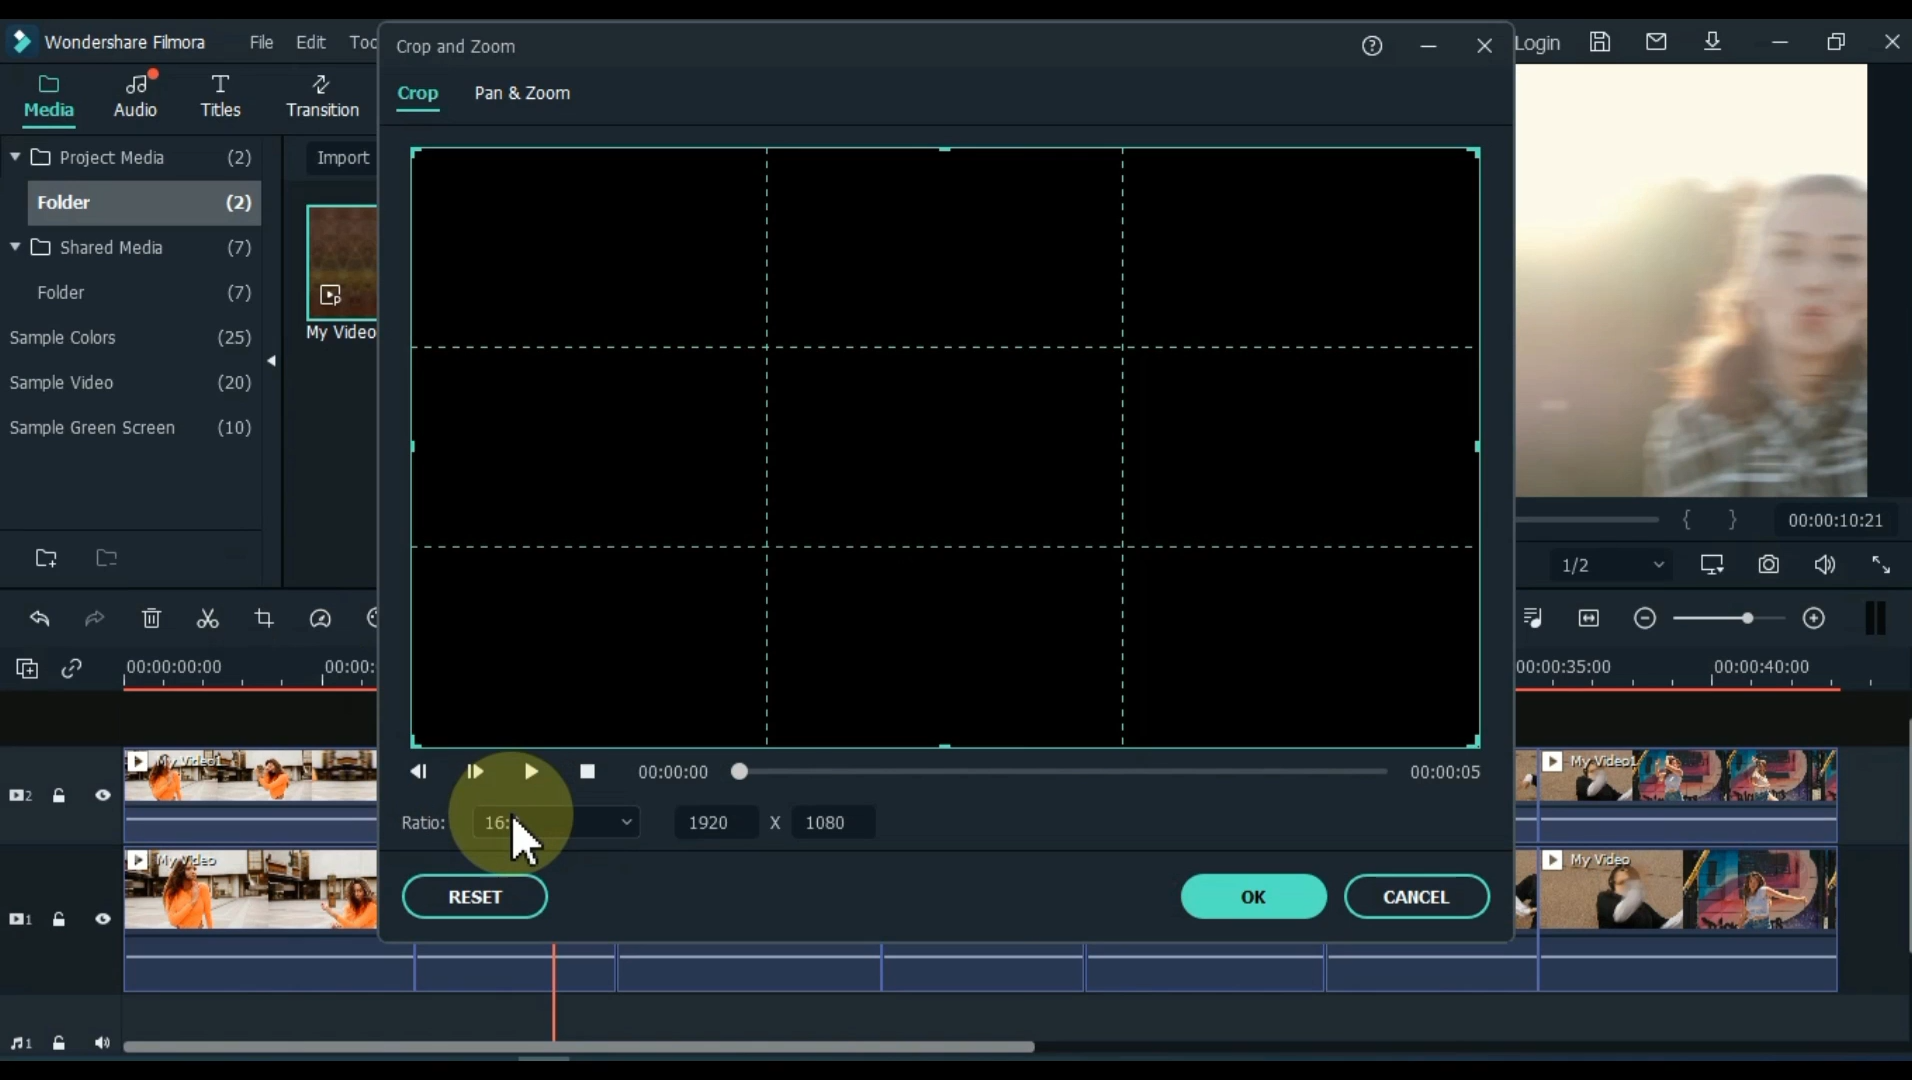 Wondershare Filmora
File
Edit
Crop and Zoom
Login
Media
Audio
Titles
Transition
Crop
Pan & Zoom
Project Media (2)
Import
Folder (2)
Shared Media (7)
Folder (7)
My Video
Sample Colors (25)
Sample Video (20)
Sample Green Screen (10)
00:00:10:21
1/2
00:00:00:00
00:00:35:00
00:00:40:00
00:00:00
00:00:05
Ratio:
1920 X 1080
RESET
OK
CANCEL
My Video1
My Video1
My Video
My Video
2
1
1